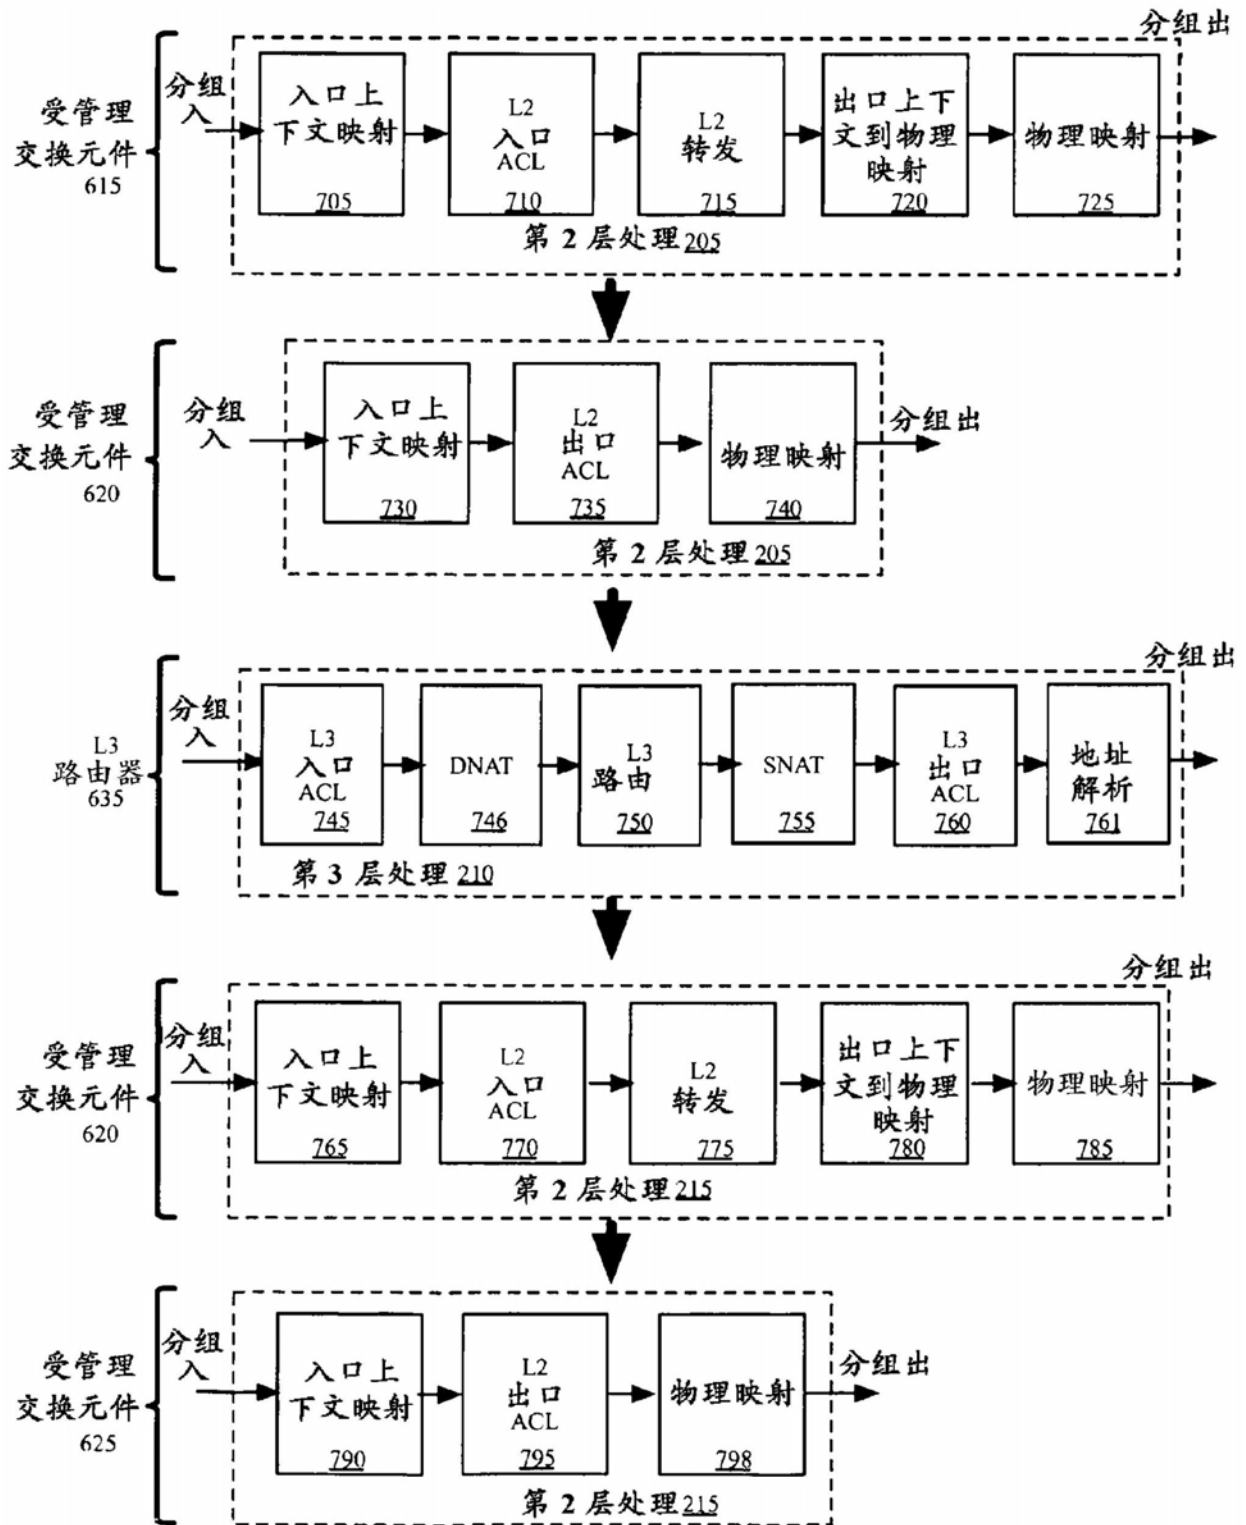 分组出
受管理
交换元件
615
分组
入
入口上
下文映射
705
L2
入口
ACL
710
L2
转发
715
出口上下
文到物理
映射
720
物理映射
725
第2层处理 205
受管理
交换元件
620
分组
入
入口上
下文映射
730
L2
出口
ACL
735
物理映射
740
分组出
第2层处理 205
分组出
L3
路由器
635
分组
入
L3
入口
ACL
745
DNAT
746
L3
路由
750
SNAT
755
L3
出口
ACL
760
地址
解析
761
第3层处理 210
分组出
受管理
交换元件
620
分组
入
入口上
下文映射
765
L2
入口
ACL
770
L2
转发
775
出口上下
文到物理
映射
780
物理映射
785
第2层处理 215
受管理
交换元件
625
分组
入
入口上
下文映射
790
L2
出口
ACL
795
物理映射
798
分组出
第2层处理 215